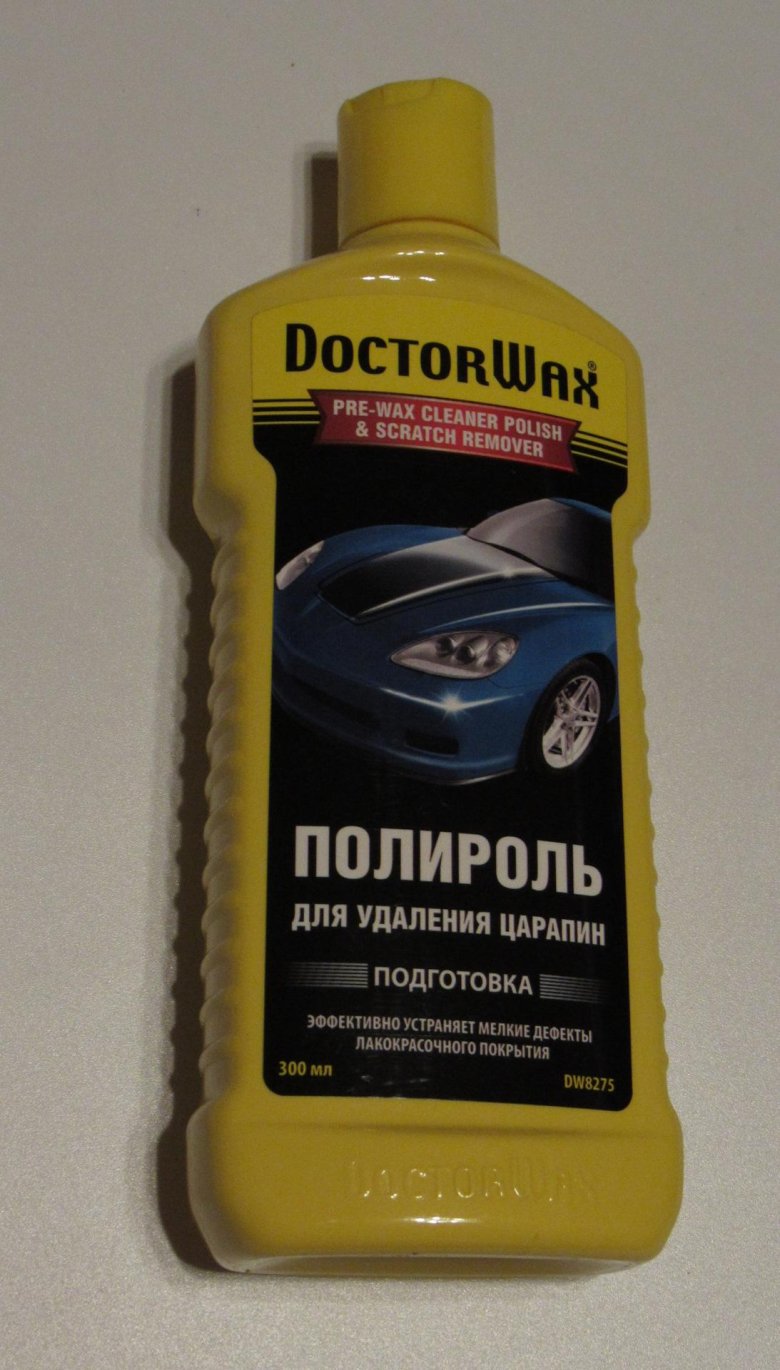 DOCTORWAX®
PRE-WAX CLEANER POLISH
& SCRATCH REMOVER
ПОЛИРОЛЬ
ДЛЯ УДАЛЕНИЯ ЦАРАПИН
ПОДГОТОВКА
ЭФФЕКТИВНО УСТРАНЯЕТ МЕЛКИЕ ДЕФЕКТЫ
ЛАКОКРАСОЧНОГО ПОКРЫТИЯ
300 мл
DW8275
DOCTORWAX